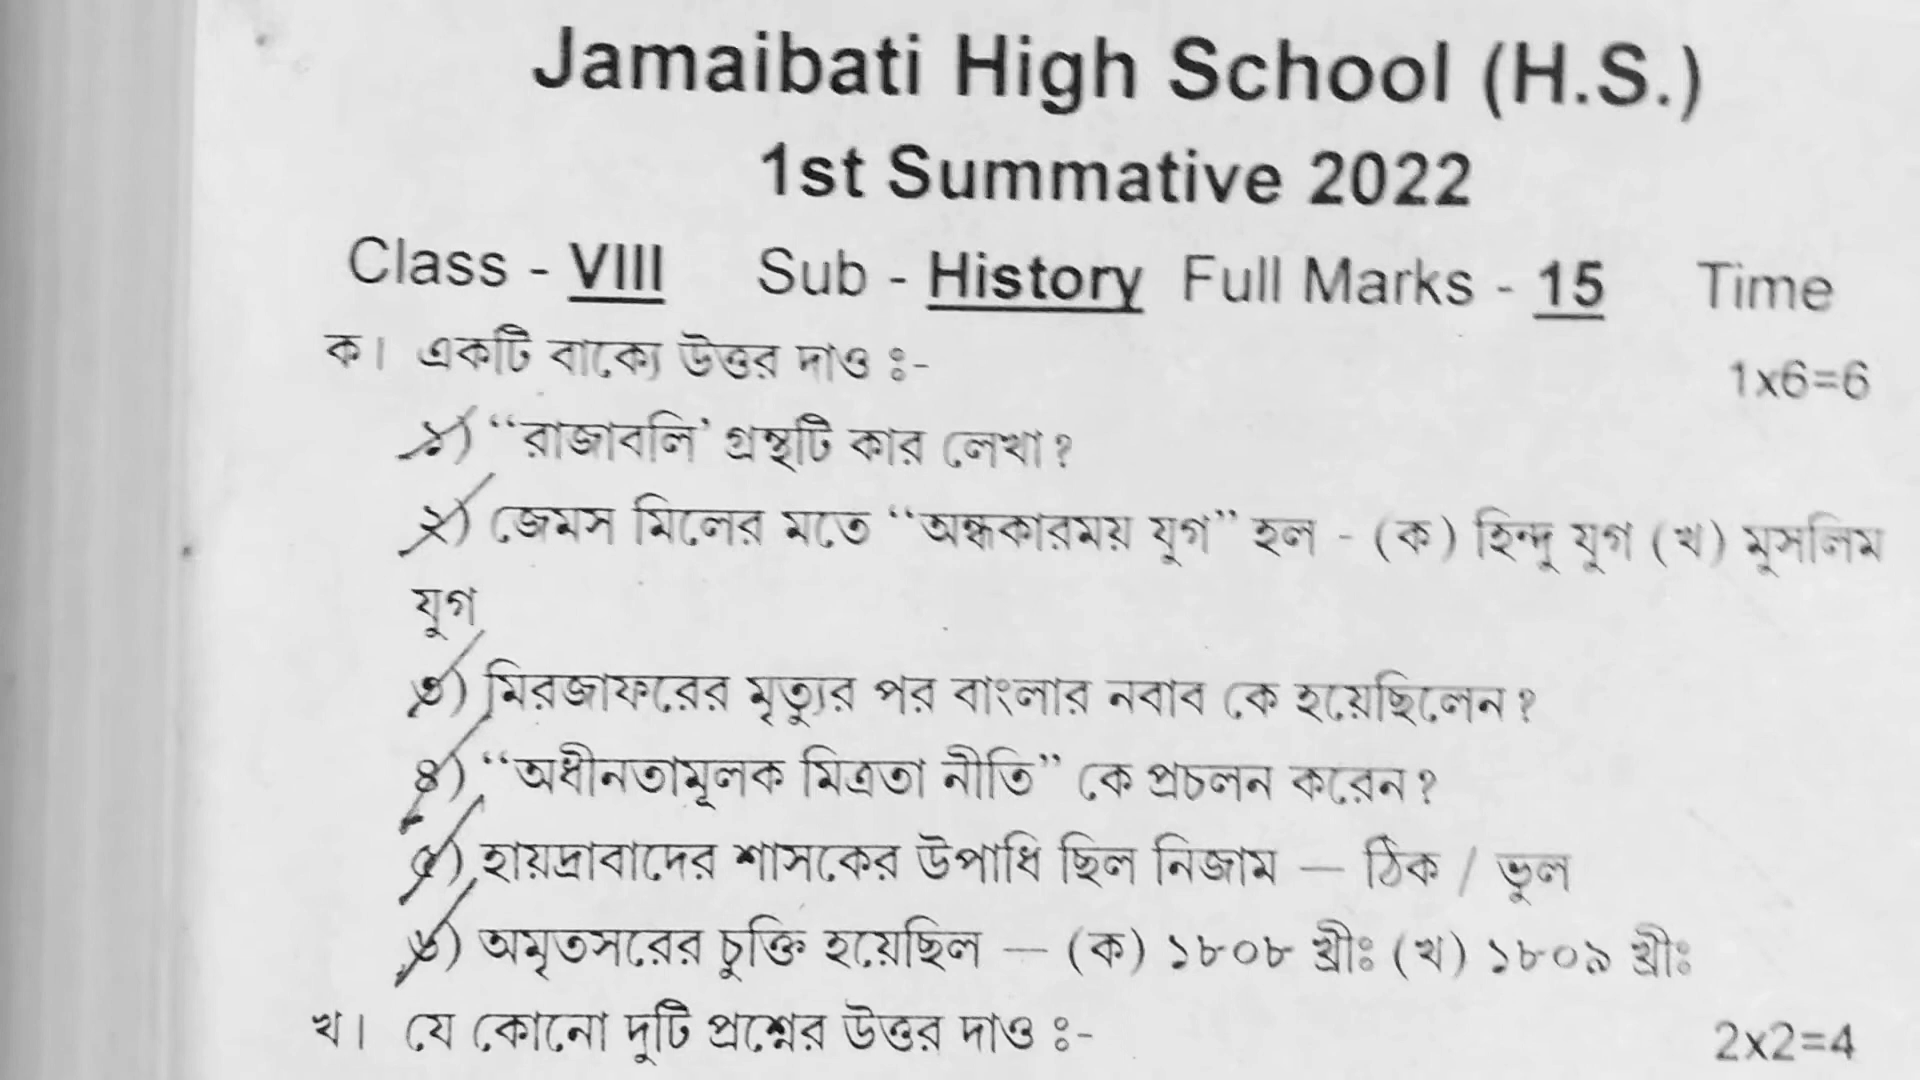 Jamaibati High School (H.S.)
1st Summative 2022
Class - VIII Sub - History Full Marks - 15 Time
ক। একটি বাক্যে উত্তর দাও ঃ- 1x6=6
১) “রাজাবলি’ গ্রন্থটি কার লেখা?
২) জেমস মিলের মতে “অন্ধকারময় যুগ” হল - (ক) হিন্দু যুগ (খ) মুসলিম
যুগ
৩) মিরজাফরের মৃত্যুর পর বাংলার নবাব কে হয়েছিলেন?
৪) “অধীনতামূলক মিত্রতা নীতি” কে প্রচলন করেন?
৫) হায়দ্রাবাদের শাসকের উপাধি ছিল নিজাম — ঠিক / ভুল
৬) অমৃতসরের চুক্তি হয়েছিল — (ক) ১৮০৮ খ্রীঃ (খ) ১৮০৯ খ্রীঃ
খ। যে কোনো দুটি প্রশ্নের উত্তর দাও ঃ- 2x2=4